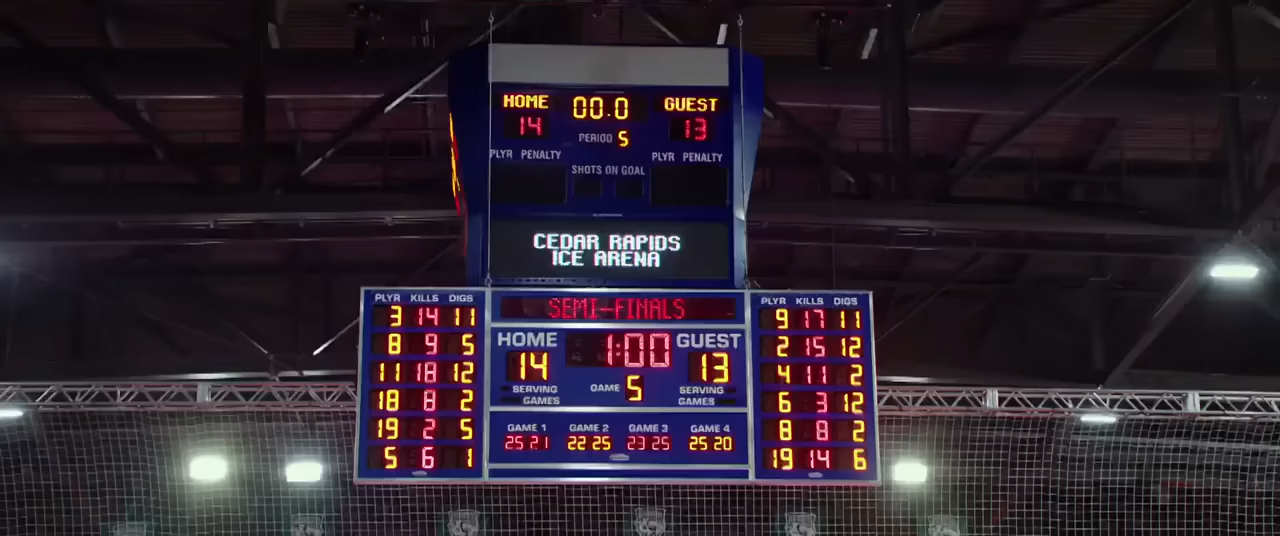 HOME 00.0 GUEST
14 PERIOD 5 13
PLYR PENALTY PLYR PENALTY
SHOTS ON GOAL
CEDAR RAPIDS
ICE ARENA
PLYR KILLS DIGS
3 14 11
8 9 5
11 18 12
18 8 2
19 2 5
5 6 1
SEMI-FINALS
HOME 1:00 GUEST
14 GAME 5 13
SERVING SERVING
GAMES GAMES
GAME 1 GAME 2 GAME 3 GAME 4
25 21 22 25 23 25 25 20
PLYR KILLS DIGS
9 17 11
2 15 12
4 11 2
6 3 12
8 8 2
19 14 6